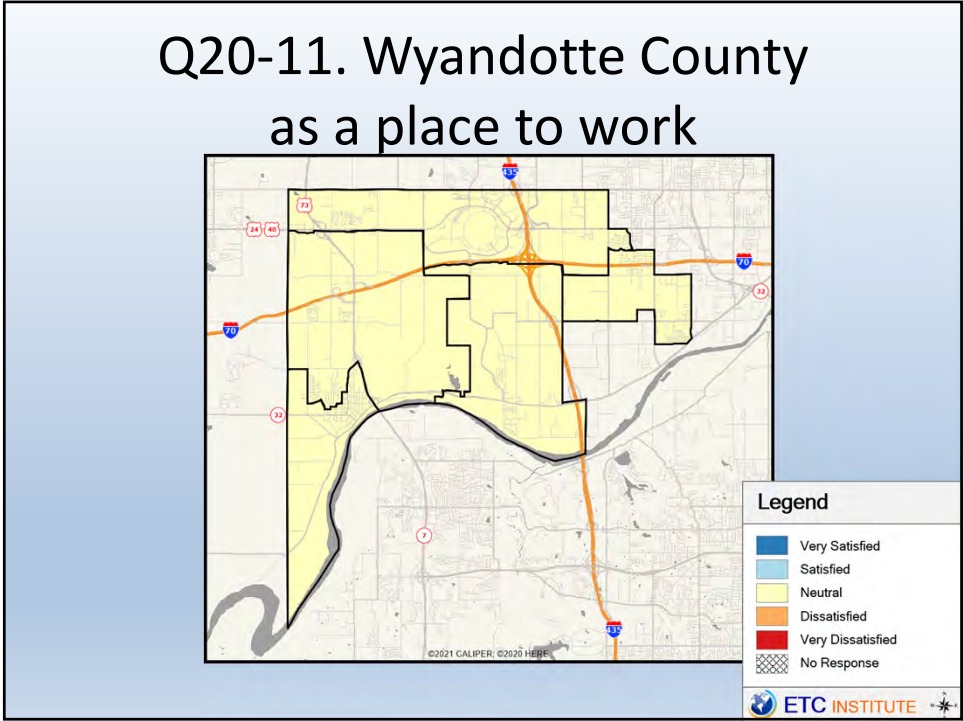 Q20-11. Wyandotte County
as a place to work
435
73
24 40
70
32
70
32
7
435
©2021 CALIPER; ©2020 HERE
Legend
Very Satisfied
Satisfied
Neutral
Dissatisfied
Very Dissatisfied
No Response
ETC INSTITUTE